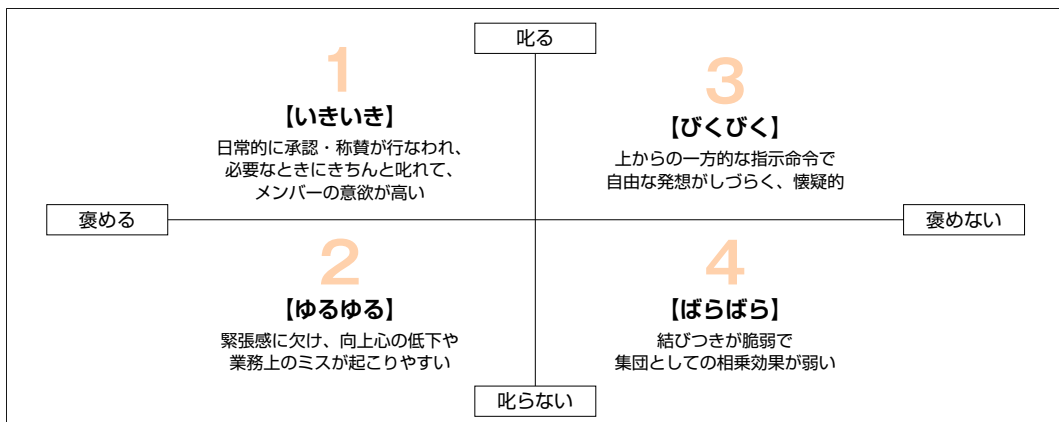 叱る
1
【いきいき】
日常的に承認・称賛が行なわれ、
必要なときにきちんと叱れて、
メンバーの意欲が高い
3
【びくびく】
上からの一方的な指示命令で
自由な発想がしづらく、懐疑的
褒める
褒めない
2
【ゆるゆる】
緊張感に欠け、向上心の低下や
業務上のミスが起こりやすい
4
【ばらばら】
結びつきが脆弱で
集団としての相乗効果が弱い
叱らない